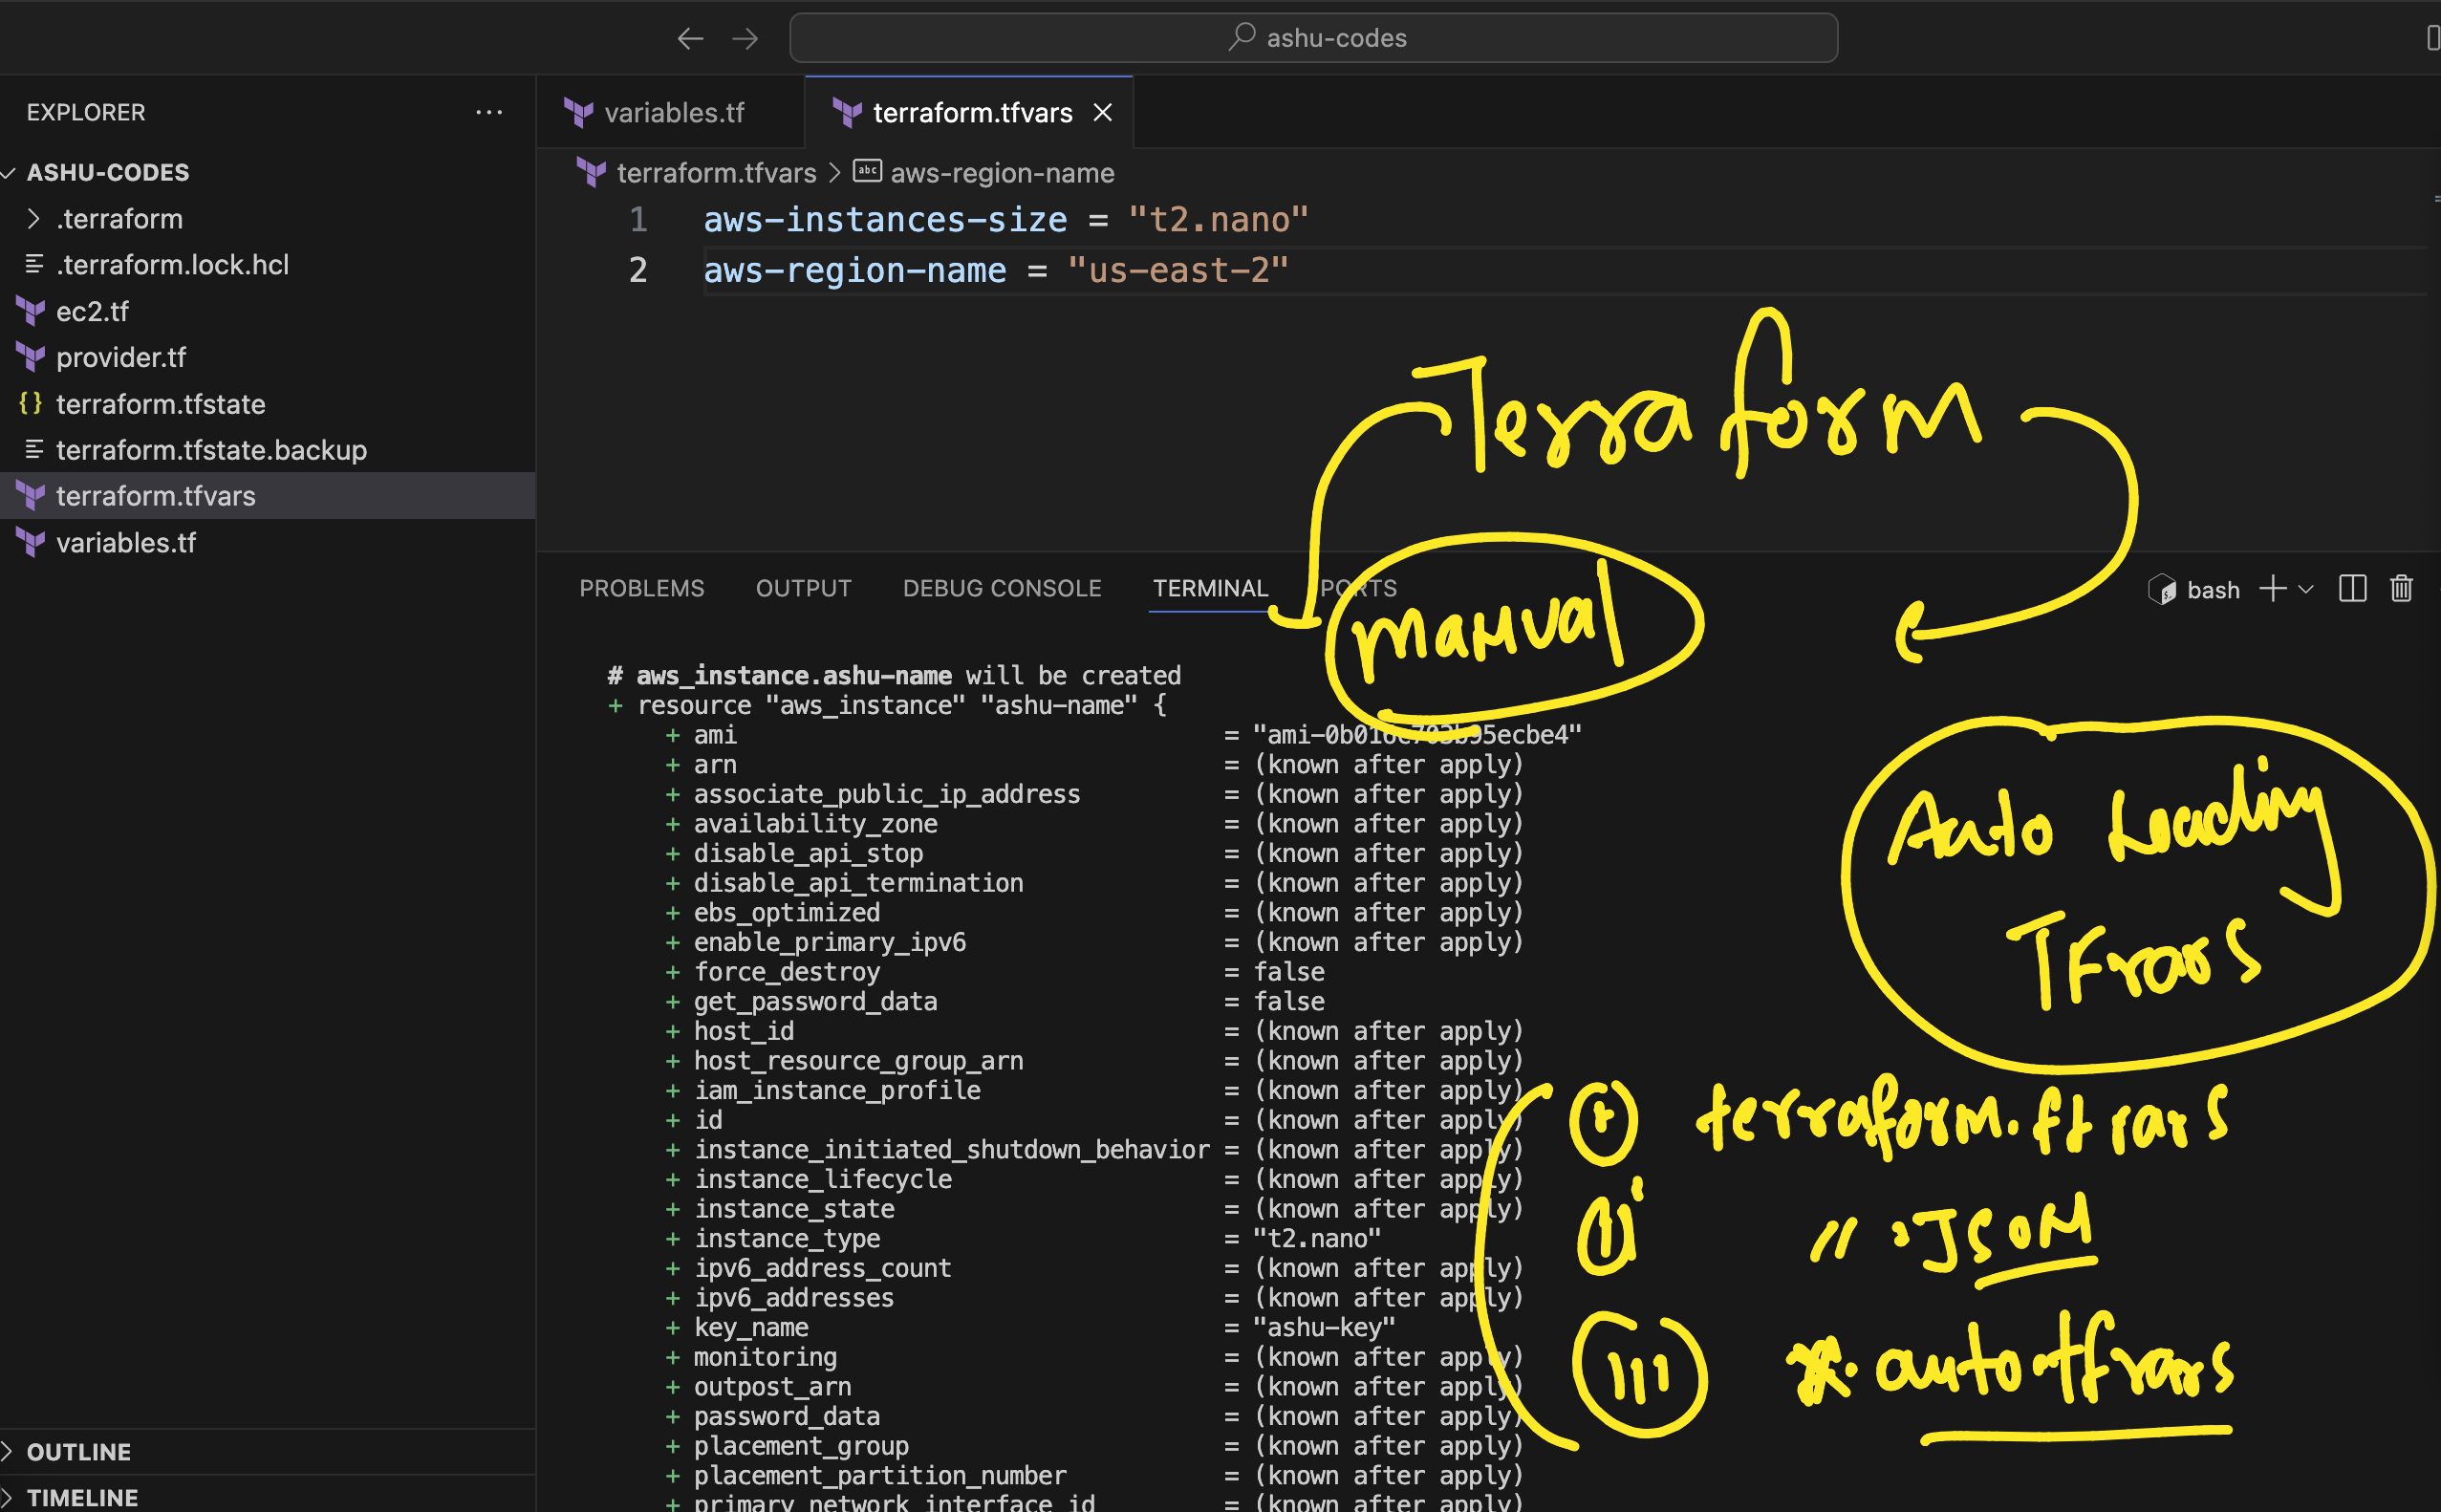 ashu-codes
EXPLORER
variables.tf
terraform.tfvars
ASHU-CODES
terraform.tfvars > abc aws-region-name
.terraform
.terraform.lock.hcl
ec2.tf
provider.tf
{} terraform.tfstate
terraform.tfstate.backup
terraform.tfvars
variables.tf
OUTLINE
TIMELINE
1 aws-instances-size = "t2.nano"
2 aws-region-name = "us-east-2"
Terraform
manual
Auto Loading
TFvars
PROBLEMS OUTPUT DEBUG CONSOLE TERMINAL PORTS
bash
# aws_instance.ashu-name will be created
+ resource "aws_instance" "ashu-name" {
+ ami = "ami-0b016c703b95ecbe4"
+ arn = (known after apply)
+ associate_public_ip_address = (known after apply)
+ availability_zone = (known after apply)
+ disable_api_stop = (known after apply)
+ disable_api_termination = (known after apply)
+ ebs_optimized = (known after apply)
+ enable_primary_ipv6 = (known after apply)
+ force_destroy = false
+ get_password_data = false
+ host_id = (known after apply)
+ host_resource_group_arn = (known after apply)
+ iam_instance_profile = (known after apply)
+ id = (known after apply)
+ instance_initiated_shutdown_behavior = (known after apply)
+ instance_lifecycle = (known after apply)
+ instance_state = (known after apply)
+ instance_type = "t2.nano"
+ ipv6_address_count = (known after apply)
+ ipv6_addresses = (known after apply)
+ key_name = "ashu-key"
+ monitoring = (known after apply)
+ outpost_arn = (known after apply)
+ password_data = (known after apply)
+ placement_group = (known after apply)
+ placement_partition_number = (known after apply)
+ primary_network_interface_id = (known after apply)
terraform.tfvars
ii " .JSON
iii *.auto.tfvars